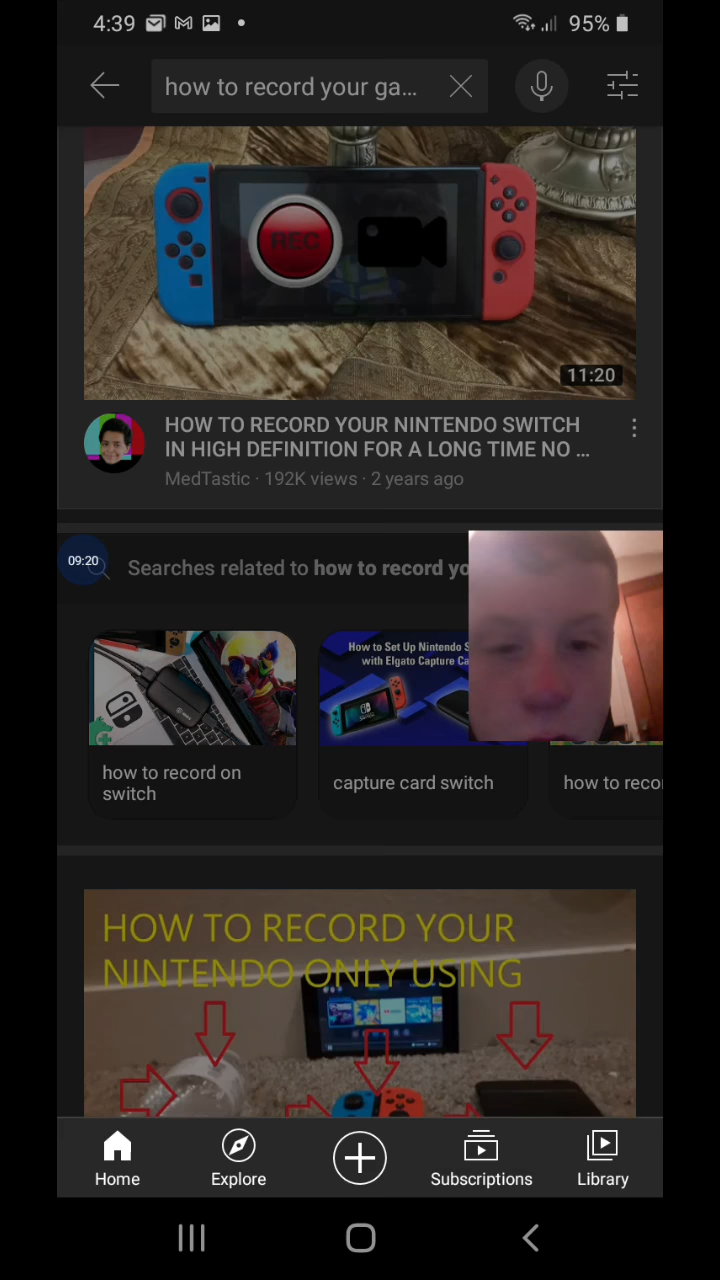 4:39
95%
how to record your ga...
REC
11:20
HOW TO RECORD YOUR NINTENDO SWITCH
IN HIGH DEFINITION FOR A LONG TIME NO ...
MedTastic · 192K views · 2 years ago
09:20
Searches related to how to record yo
How to Set Up Nintendo S
with Elgato Capture Ca
how to record on
switch
capture card switch
how to reco
HOW TO RECORD YOUR
NINTENDO ONLY USING
Home
Explore
Subscriptions
Library